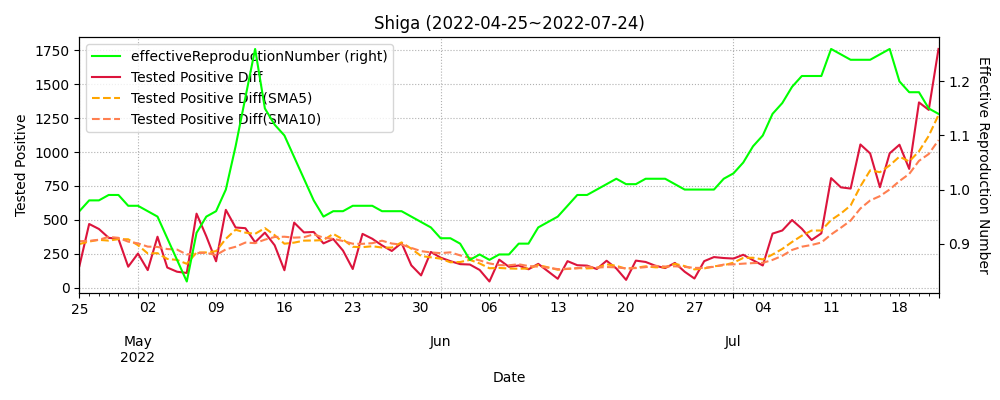 Shiga (2022-04-25~2022-07-24)
effectiveReproductionNumber (right)
Tested Positive Diff
Tested Positive Diff(SMA5)
Tested Positive Diff(SMA10)
Tested Positive
1750
1500
1250
1000
750
500
250
0
Effective Reproduction Number
1.2
1.1
1.0
0.9
25 02 09 16 23 30 06 13 20 27 04 11 18
May Jun Jul
2022
Date